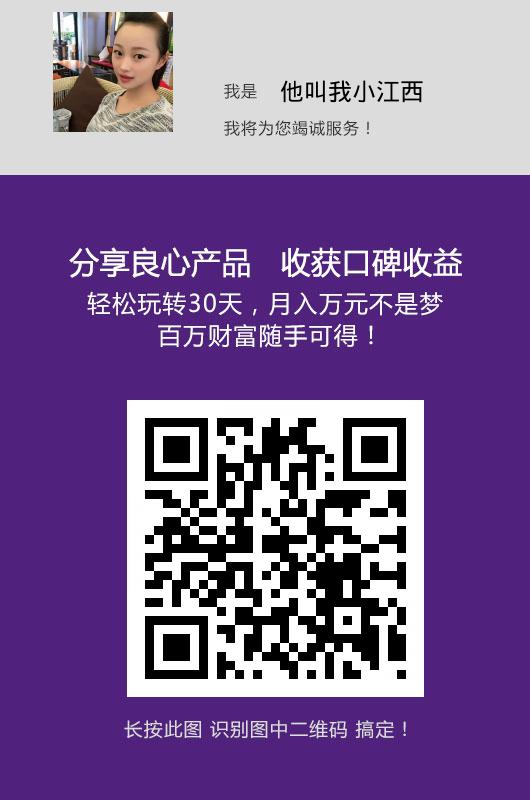 我是 他叫我小江西
我将为您竭诚服务！
分享良心产品 收获口碑收益
轻松玩转30天，月入万元不是梦
百万财富随手可得！
长按此图 识别图中二维码 搞定！